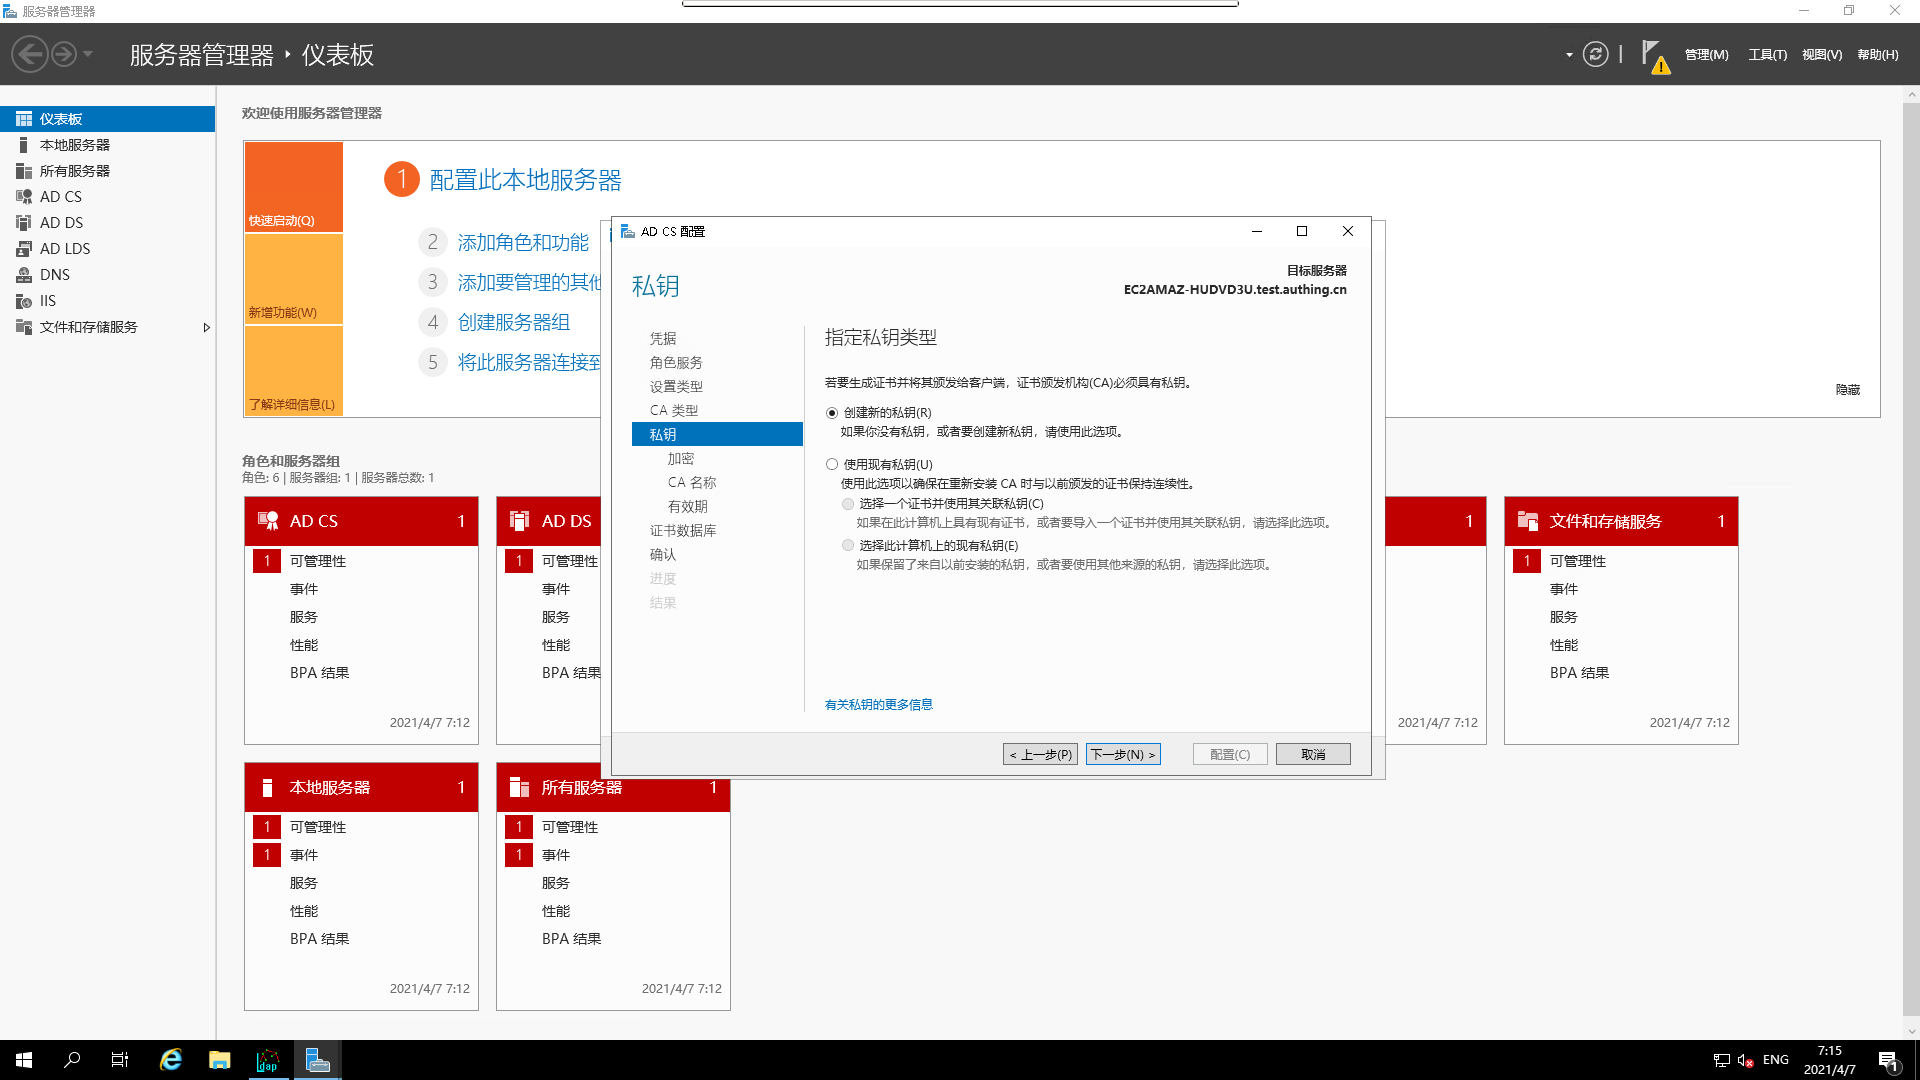 服务器管理器
服务器管理器 ‣ 仪表板
管理(M) 工具(T) 视图(V) 帮助(H)
仪表板
本地服务器
所有服务器
AD CS
AD DS
AD LDS
DNS
IIS
文件和存储服务
欢迎使用服务器管理器
快速启动(Q)
新增功能(W)
了解详细信息(L)
1 配置此本地服务器
2 添加角色和功能
3 添加要管理的其他
4 创建服务器组
5 将此服务器连接到
隐藏
AD CS 配置
私钥
目标服务器
EC2AMAZ-HUDVD3U.test.authing.cn
凭据
角色服务
设置类型
CA 类型
私钥
加密
CA 名称
有效期
证书数据库
确认
进度
结果
指定私钥类型
若要生成证书并将其颁发给客户端，证书颁发机构(CA)必须具有私钥。
创建新的私钥(R)
如果你没有私钥，或者要创建新私钥，请使用此选项。
使用现有私钥(U)
使用此选项以确保在重新安装 CA 时与以前颁发的证书保持连续性。
选择一个证书并使用其关联私钥(C)
如果在此计算机上具有现有证书，或者要导入一个证书并使用其关联私钥，请选择此选项。
选择此计算机上的现有私钥(E)
如果保留了来自以前安装的私钥，或者要使用其他来源的私钥，请选择此选项。
有关私钥的更多信息
< 上一步(P) 下一步(N) > 配置(C) 取消
角色和服务器组
角色: 6 | 服务器组: 1 | 服务器总数: 1
AD CS 1
1 可管理性
事件
服务
性能
BPA 结果
2021/4/7 7:12
AD DS
1 可管理性
事件
服务
性能
BPA 结果
1
2021/4/7 7:12
文件和存储服务 1
1 可管理性
事件
服务
性能
BPA 结果
2021/4/7 7:12
本地服务器 1
1 可管理性
1 事件
服务
性能
BPA 结果
2021/4/7 7:12
所有服务器 1
1 可管理性
1 事件
服务
性能
BPA 结果
2021/4/7 7:12
ldap
ENG
7:15
2021/4/7
1